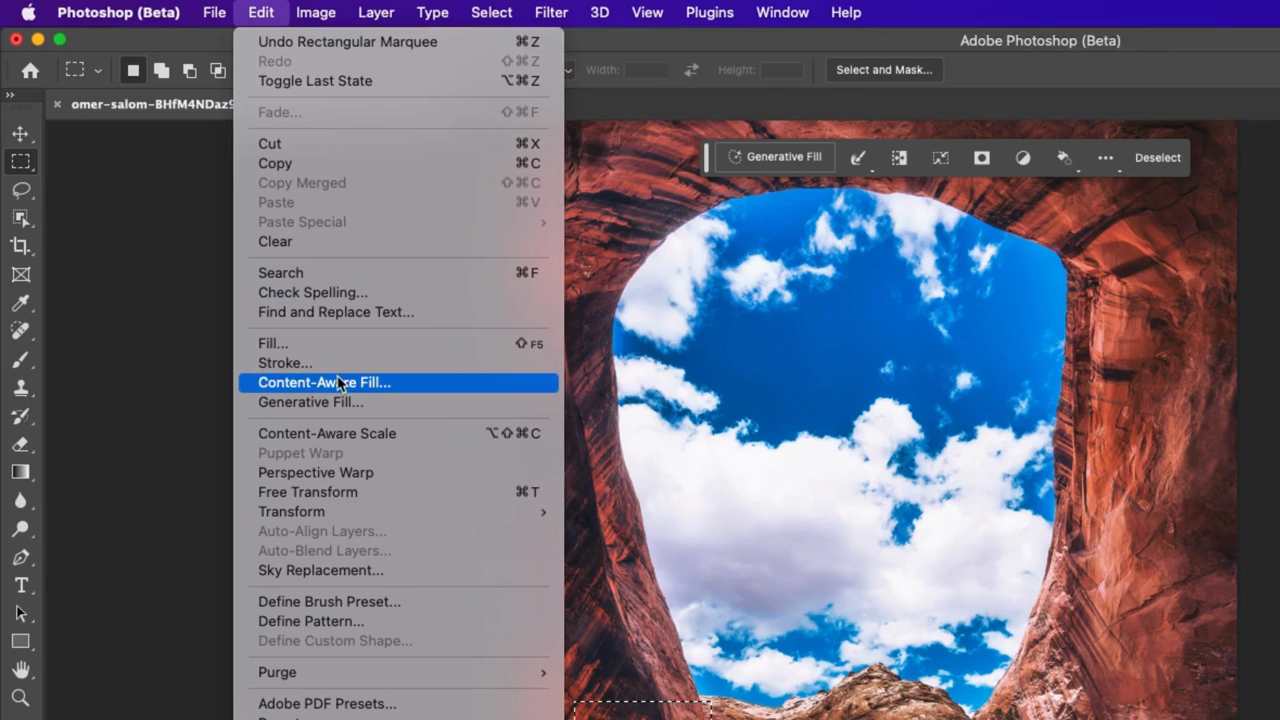 Photoshop (Beta) File Edit Image Layer Type Select Filter 3D View Plugins Window Help
Adobe Photoshop (Beta)
Width: Height: Select and Mask...
omer-salom-BHfM4NDaz9
Undo Rectangular Marquee ⌘Z
Redo ⇧⌘Z
Toggle Last State ⌥⌘Z
Fade... ⇧⌘F
Cut ⌘X
Copy ⌘C
Copy Merged ⇧⌘C
Paste ⌘V
Paste Special
Clear
Search ⌘F
Check Spelling...
Find and Replace Text...
Fill... ⇧F5
Stroke...
Content-Aware Fill...
Generative Fill...
Content-Aware Scale ⌥⇧⌘C
Puppet Warp
Perspective Warp
Free Transform ⌘T
Transform
Auto-Align Layers...
Auto-Blend Layers...
Sky Replacement...
Define Brush Preset...
Define Pattern...
Define Custom Shape...
Purge
Adobe PDF Presets...
Generative Fill Deselect